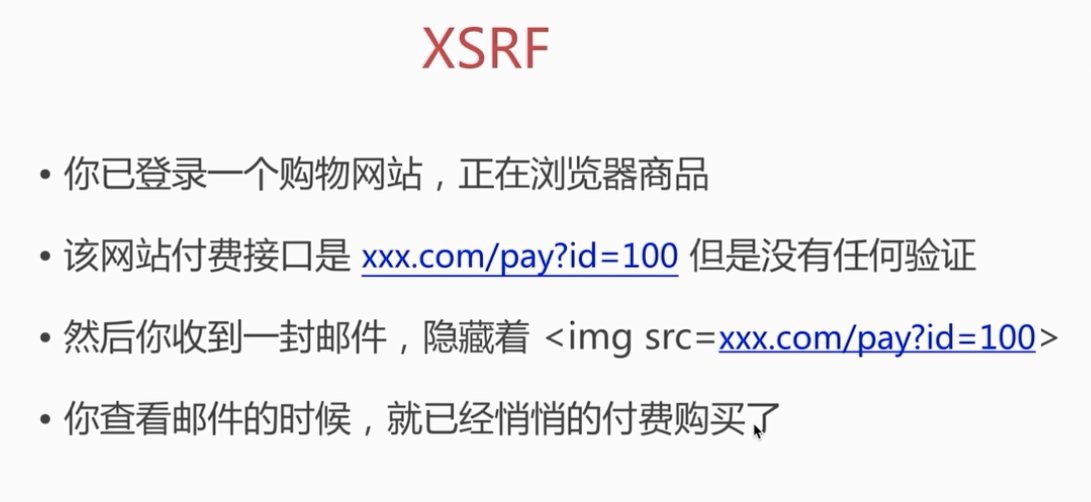 XSRF
• 你已登录一个购物网站，正在浏览器商品
• 该网站付费接口是 xxx.com/pay?id=100 但是没有任何验证
• 然后你收到一封邮件，隐藏着 <img src=xxx.com/pay?id=100>
• 你查看邮件的时候，就已经悄悄的付费购买了